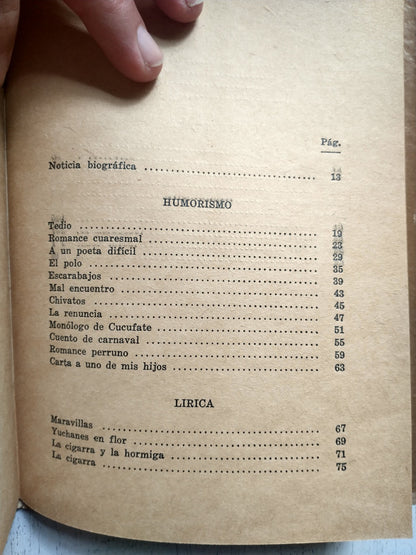 Pág.
Noticia biográfica ........................................ 13
HUMORISMO
Tedio ........................................ 19
Romance cuaresmal ........................................ 23
A un poeta difícil ........................................ 29
El polo ........................................ 35
Escarabajos ........................................ 39
Mal encuentro ........................................ 43
Chivatos ........................................ 45
La renuncia ........................................ 47
Monólogo de Cucufate ........................................ 51
Cuento de carnaval ........................................ 55
Romance perruno ........................................ 59
Carta a uno de mis hijos ........................................ 63
LIRICA
Maravillas ........................................ 67
Yuchanes en flor ........................................ 69
La cigarra y la hormiga ........................................ 71
La cigarra ........................................ 75